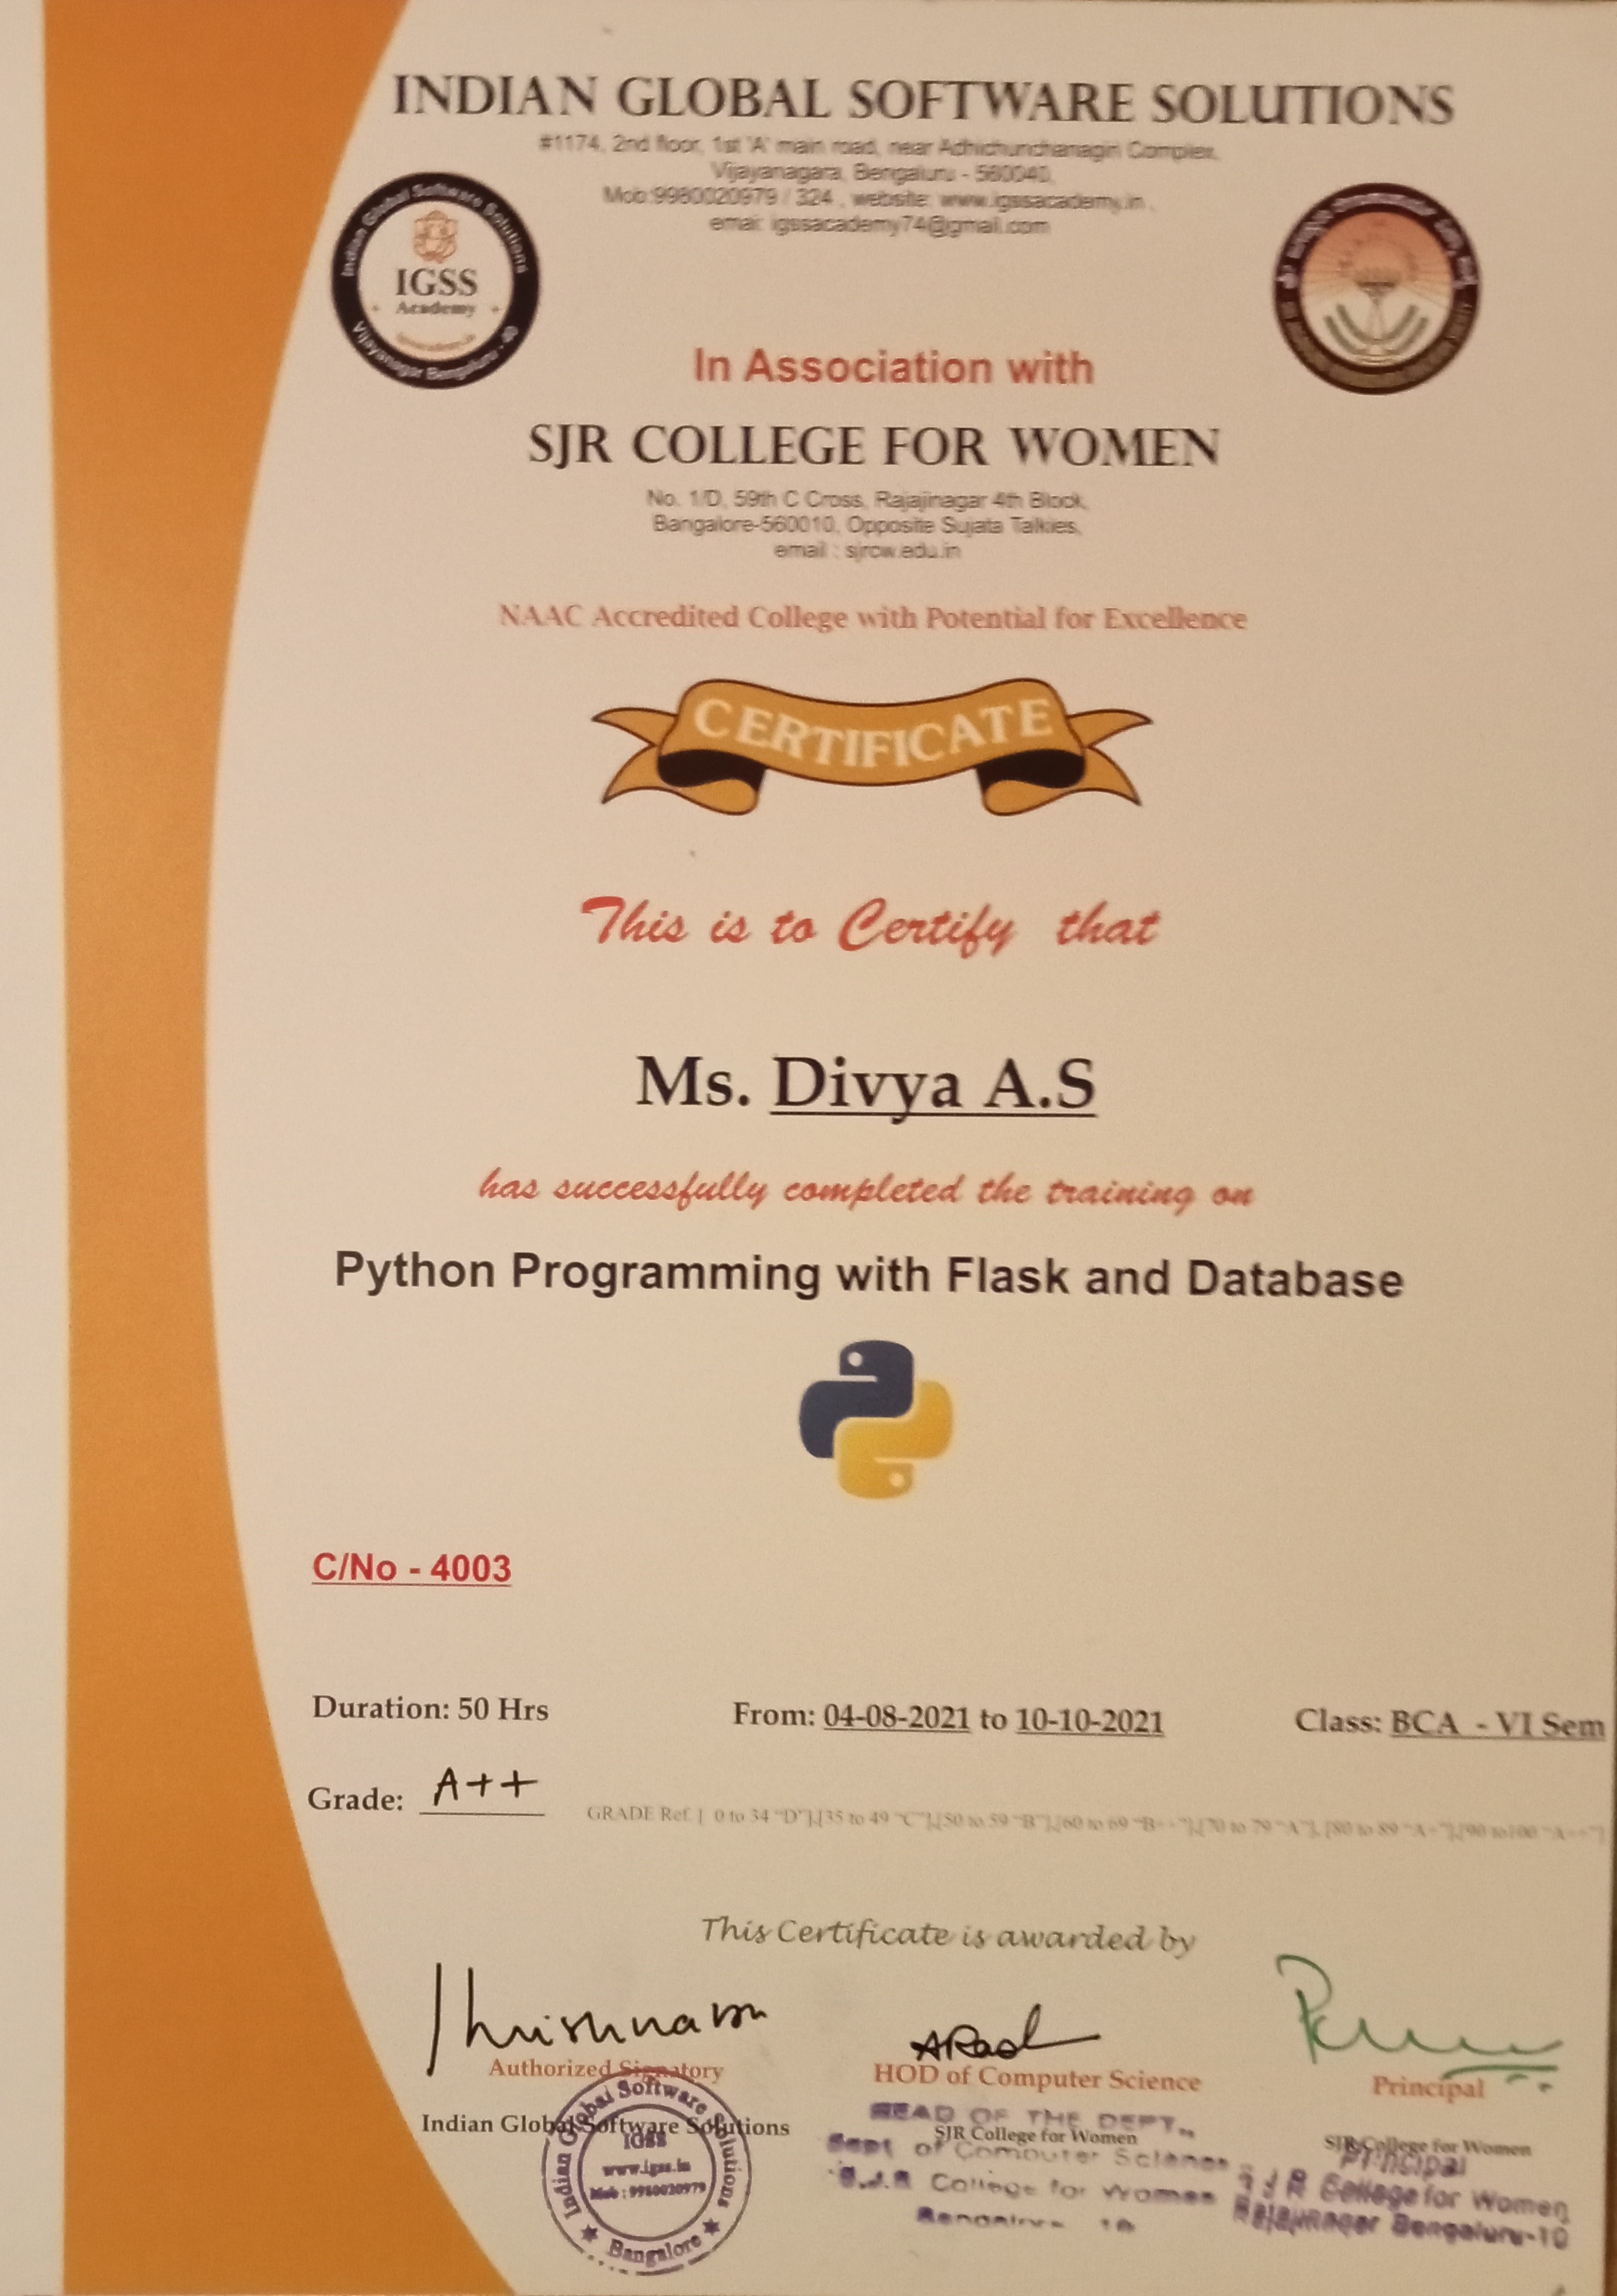 INDIAN GLOBAL SOFTWARE SOLUTIONS
#1174, 2nd floor, 1st 'A' main road, near Adhichunchanagiri Complex,
Vijayanagara, Bengaluru - 560040,
Mob:9980020979 / 324 , website: www.igssacademy.in ,
email: igssacademy74@gmail.com
Indian Global Software Solutions
IGSS
Academy
Vijayanagar Bengaluru - 40
In Association with
SJR COLLEGE FOR WOMEN
No. 1/D, 59th C Cross, Rajajinagar 4th Block,
Bangalore-560010, Opposite Sujata Talkies,
email : sjrcw.edu.in
NAAC Accredited College with Potential for Excellence
CERTIFICATE
This is to Certify that
Ms. Divya A.S
has successfully completed the training on
Python Programming with Flask and Database
C/No - 4003
Duration: 50 Hrs From: 04-08-2021 to 10-10-2021 Class: BCA - VI Sem
Grade: A++
GRADE Ref. [ 0 to 34 "D"],[35 to 49 "C"],[50 to 59 "B"],[60 to 69 "B++"],[70 to 79 "A"], [80 to 89 "A+"],[90 to100 "A++"]
This Certificate is awarded by
Authorized Signatory HOD of Computer Science Principal
Indian Global Software Solutions SJR College for Women SJR College for Women
Indian Global Software Solutions
IGSS
www.igss.in
Mob : 9980020979
Bangalore
HEAD OF THE DEPT.,
Dept of Computer Science
S.J.R College for Women
Bangalore - 10
Principal
S J R College for Women
Rajajinagar Bengaluru-10